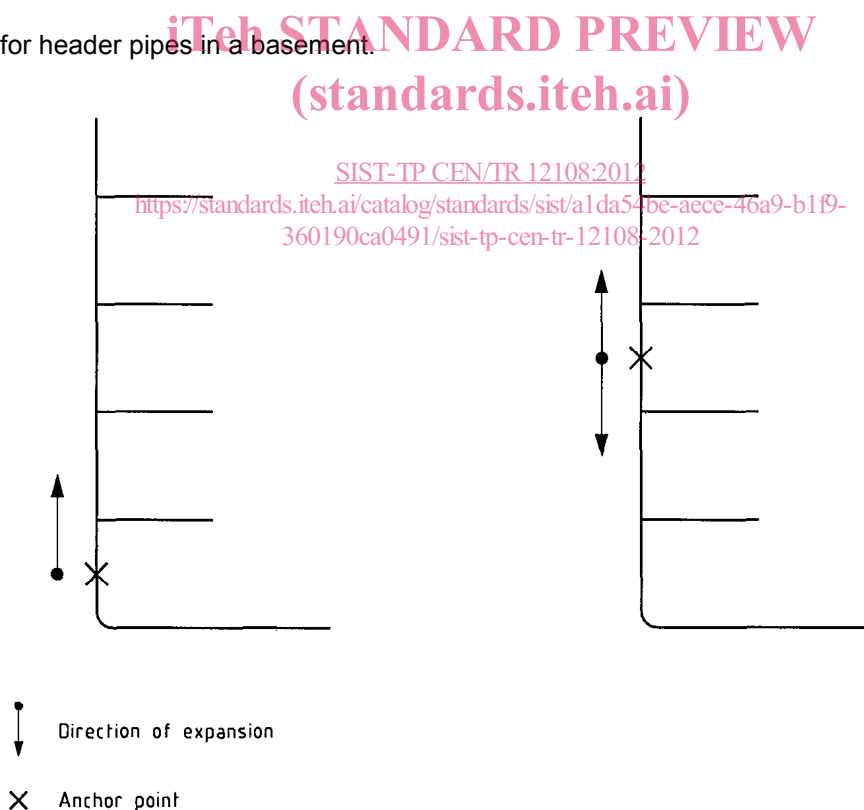 for header pipes in a basement.
iTeh STANDARD PREVIEW
(standards.iteh.ai)
SIST-TP CEN/TR 12108:2012
https://standards.iteh.ai/catalog/standards/sist/a1da54be-aece-46a9-b1f9-
360190ca0491/sist-tp-cen-tr-12108-2012
Direction of expansion
Anchor point